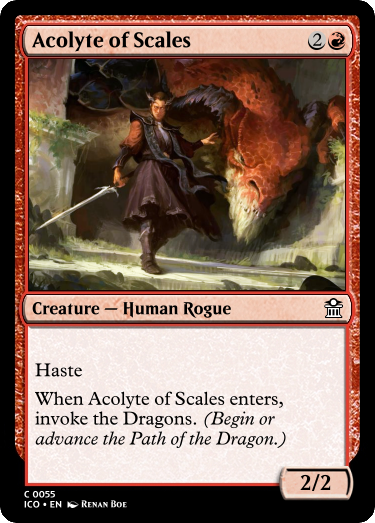 Acolyte of Scales 2
Creature — Human Rogue
Haste
When Acolyte of Scales enters,
invoke the Dragons. (Begin or
advance the Path of the Dragon.)
2/2
C 0055
ICO • EN Renan Boe